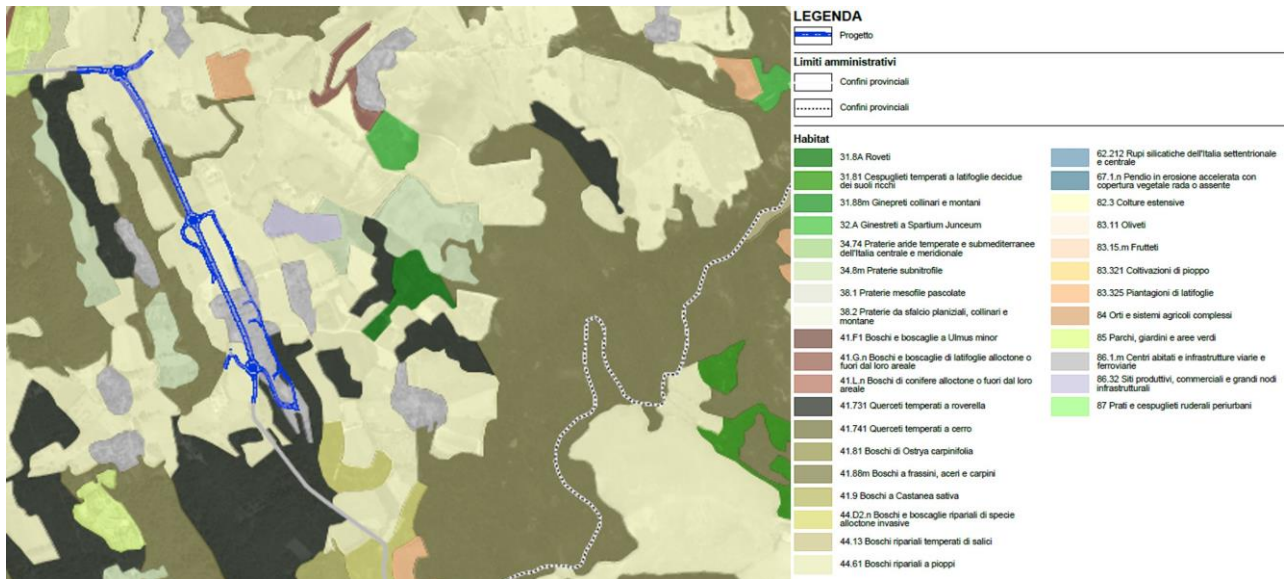 LEGENDA
Progetto
Limiti amministrativi
Confini provinciali
Confini provinciali
Habitat
31.8A Roveti
31.81 Cespuglieti temperati a latifoglie decidue
dei suoli ricchi
31.88m Ginepreti collinari e montani
32.A Ginestreti a Spartium Junceum
34.74 Praterie aride temperate e submediterranee
dell'Italia centrale e meridionale
34.8m Praterie subnitrofile
38.1 Praterie mesofile pascolate
38.2 Praterie da sfalcio planiziali, collinari e
montane
41.F1 Boschi e boscaglie a Ulmus minor
41.G.n Boschi e boscaglie di latifoglie alloctone o
fuori dal loro areale
41.L.n Boschi di conifere alloctone o fuori dal loro
areale
41.731 Querceti temperati a roverella
41.741 Querceti temperati a cerro
41.81 Boschi di Ostrya carpinifolia
41.88m Boschi a frassini, aceri e carpini
41.9 Boschi a Castanea sativa
44.D2.n Boschi e boscaglie ripariali di specie
alloctone invasive
44.13 Boschi ripariali temperati di salici
44.61 Boschi ripariali a pioppi
62.212 Rupi silicatiche dell'Italia settentrionale
e centrale
67.1.n Pendio in erosione accelerata con
copertura vegetale rada o assente
82.3 Colture estensive
83.11 Oliveti
83.15.m Frutteti
83.321 Coltivazioni di pioppo
83.325 Piantagioni di latifoglie
84 Orti e sistemi agricoli complessi
85 Parchi, giardini e aree verdi
86.1.m Centri abitati e infrastrutture viarie e
ferroviarie
86.32 Siti produttivi, commerciali e grandi nodi
infrastrutturali
87 Prati e cespuglieti ruderali periurbani